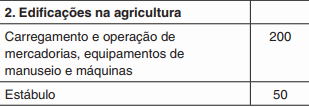 2. Edificações na agricultura
Carregamento e operação de 200
mercadorias, equipamentos de
manuseio e máquinas
Estábulo 50